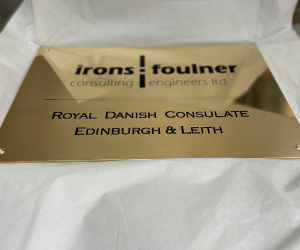 irons foulner
consulting engineers ltd.
ROYAL DANISH CONSULATE
EDINBURGH & LEITH